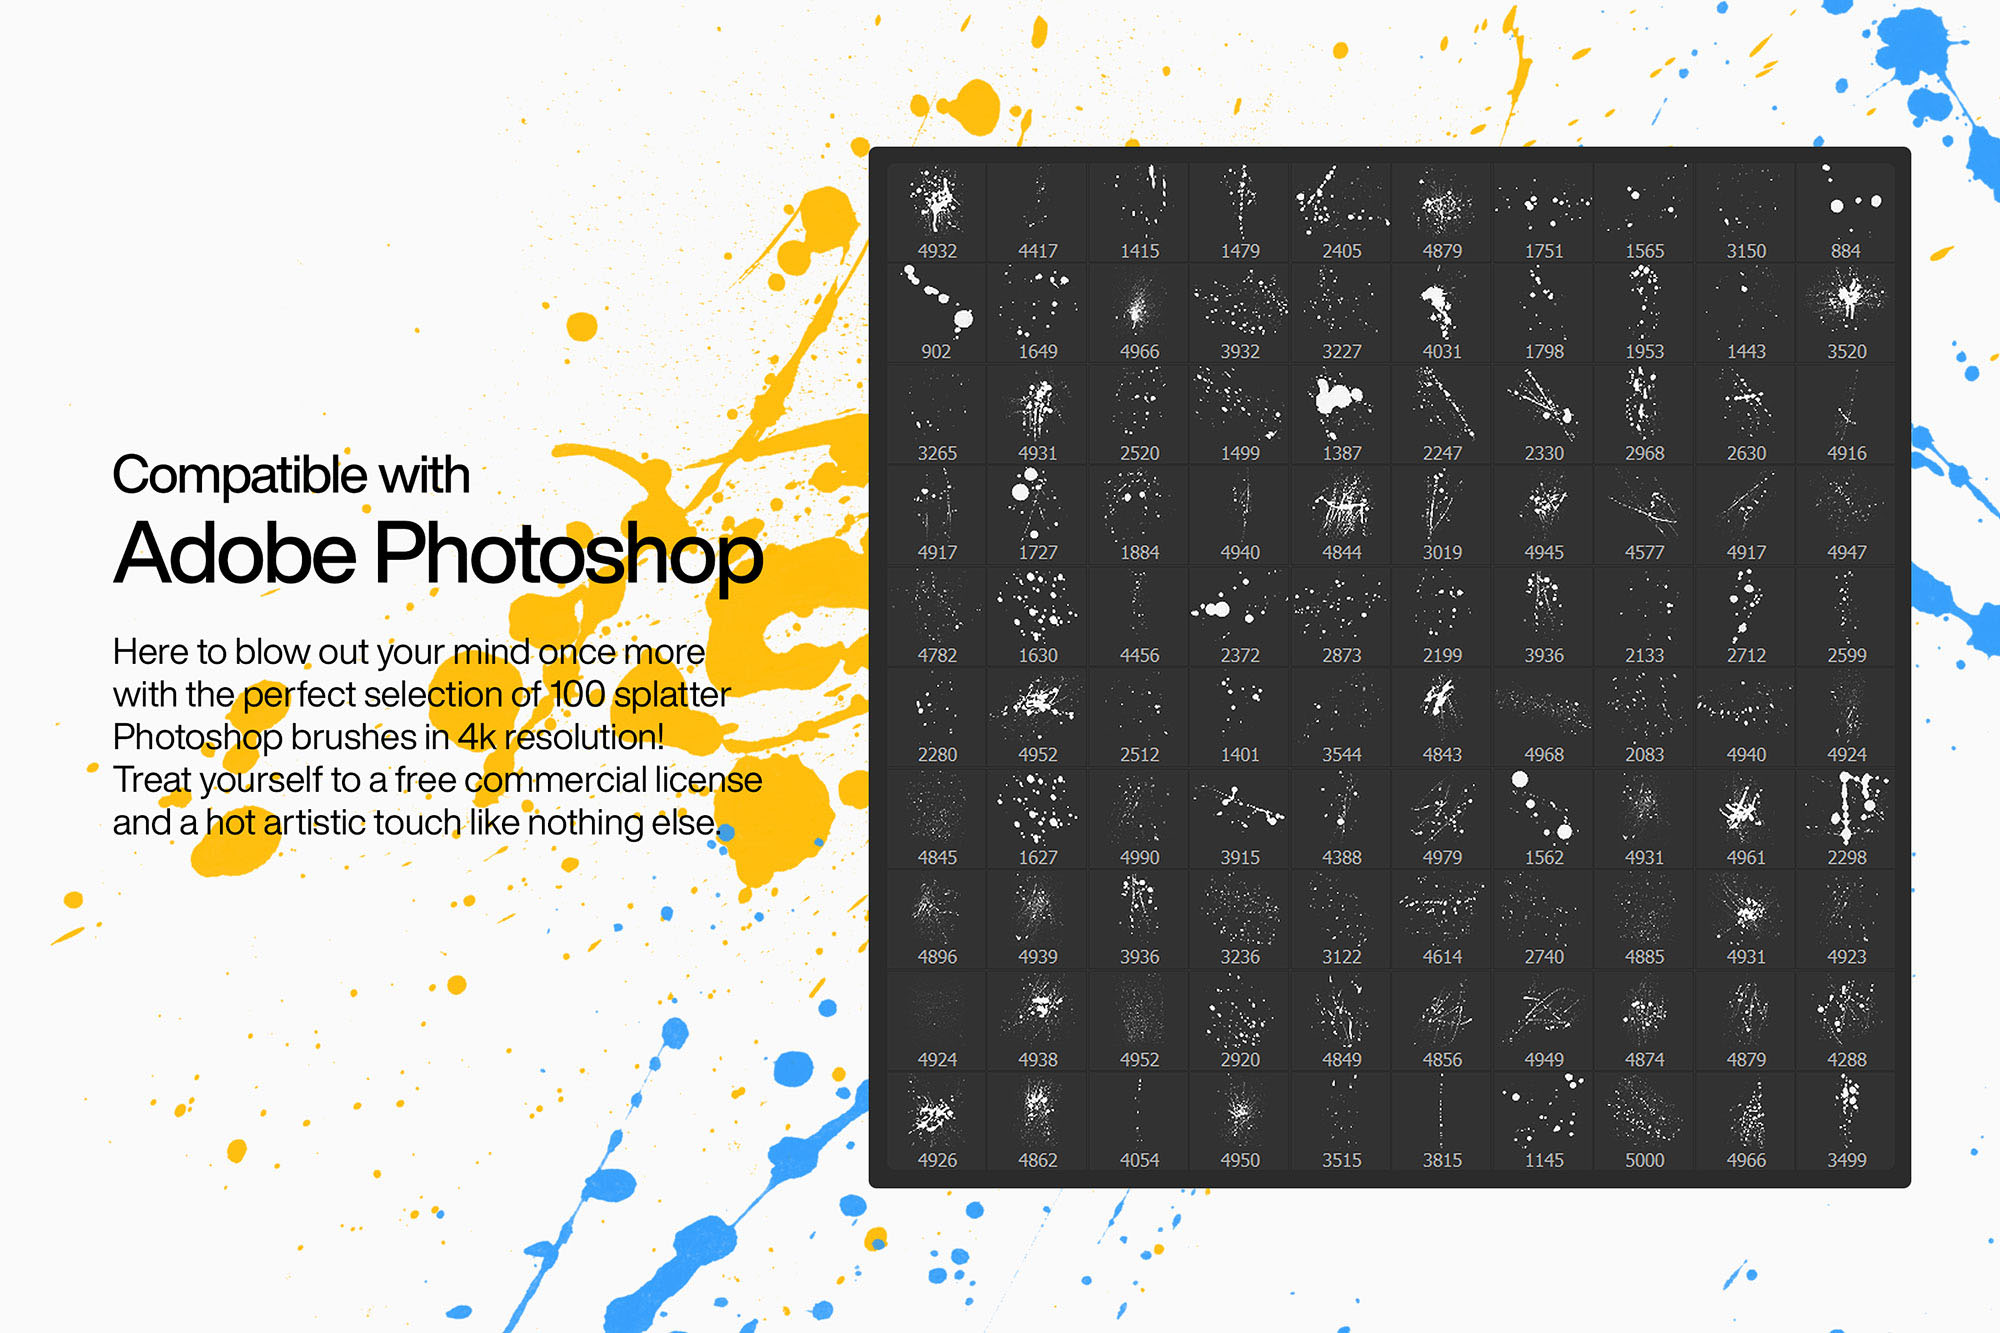 Compatible with
Adobe Photoshop
Here to blow out your mind once more
with the perfect selection of 100 splatter
Photoshop brushes in 4k resolution!
Treat yourself to a free commercial license
and a hot artistic touch like nothing else.
4932 4417 1415 1479 2405 4879 1751 1565 3150 884
902 1649 4966 3932 3227 4031 1798 1953 1443 3520
3265 4931 2520 1499 1387 2247 2330 2968 2630 4916
4917 1727 1884 4940 4844 3019 4945 4577 4917 4947
4782 1630 4456 2372 2873 2199 3936 2133 2712 2599
2280 4952 2512 1401 3544 4843 4968 2083 4940 4924
4845 1627 4990 3915 4388 4979 1562 4931 4961 2298
4896 4939 3936 3236 3122 4614 2740 4885 4931 4923
4924 4938 4952 2920 4849 4856 4949 4874 4879 4288
4926 4862 4054 4950 3515 3815 1145 5000 4966 3499